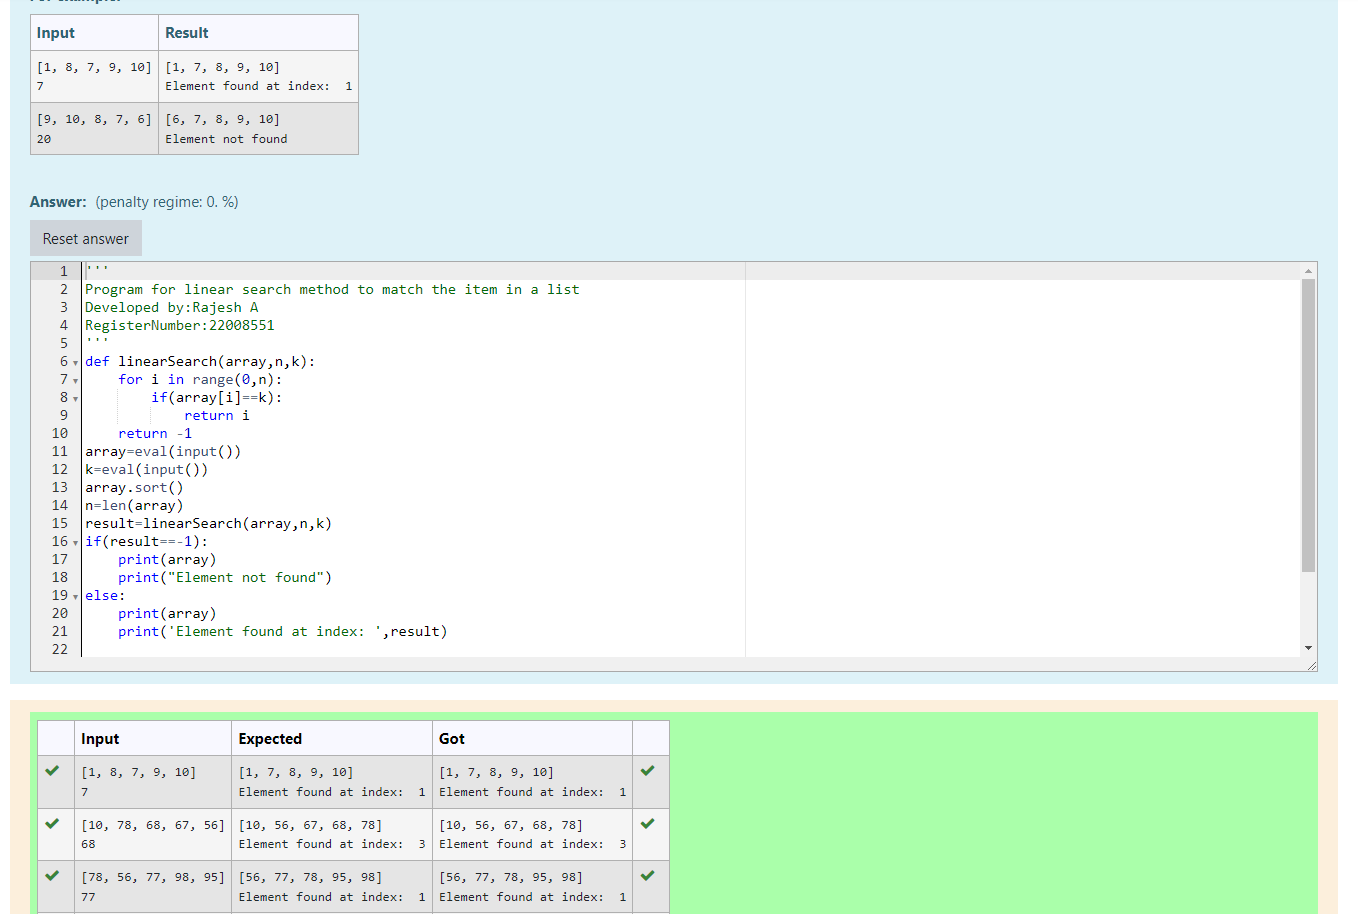 Input Result
[1, 8, 7, 9, 10] [1, 7, 8, 9, 10]
7 Element found at index:  1
[9, 10, 8, 7, 6] [6, 7, 8, 9, 10]
20 Element not found
Answer: (penalty regime: 0. %)
Reset answer
1 '''
2 Program for linear search method to match the item in a list
3 Developed by:Rajesh A
4 RegisterNumber:22008551
5 '''
6 def linearSearch(array,n,k):
7     for i in range(0,n):
8         if(array[i]==k):
9             return i
10     return -1
11 array=eval(input())
12 k=eval(input())
13 array.sort()
14 n=len(array)
15 result=linearSearch(array,n,k)
16 if(result==-1):
17     print(array)
18     print("Element not found")
19 else:
20     print(array)
21     print('Element found at index: ',result)
22
Input Expected Got
[1, 8, 7, 9, 10] [1, 7, 8, 9, 10] [1, 7, 8, 9, 10]
7 Element found at index:  1 Element found at index:  1
[10, 78, 68, 67, 56] [10, 56, 67, 68, 78] [10, 56, 67, 68, 78]
68 Element found at index:  3 Element found at index:  3
[78, 56, 77, 98, 95] [56, 77, 78, 95, 98] [56, 77, 78, 95, 98]
77 Element found at index:  1 Element found at index:  1